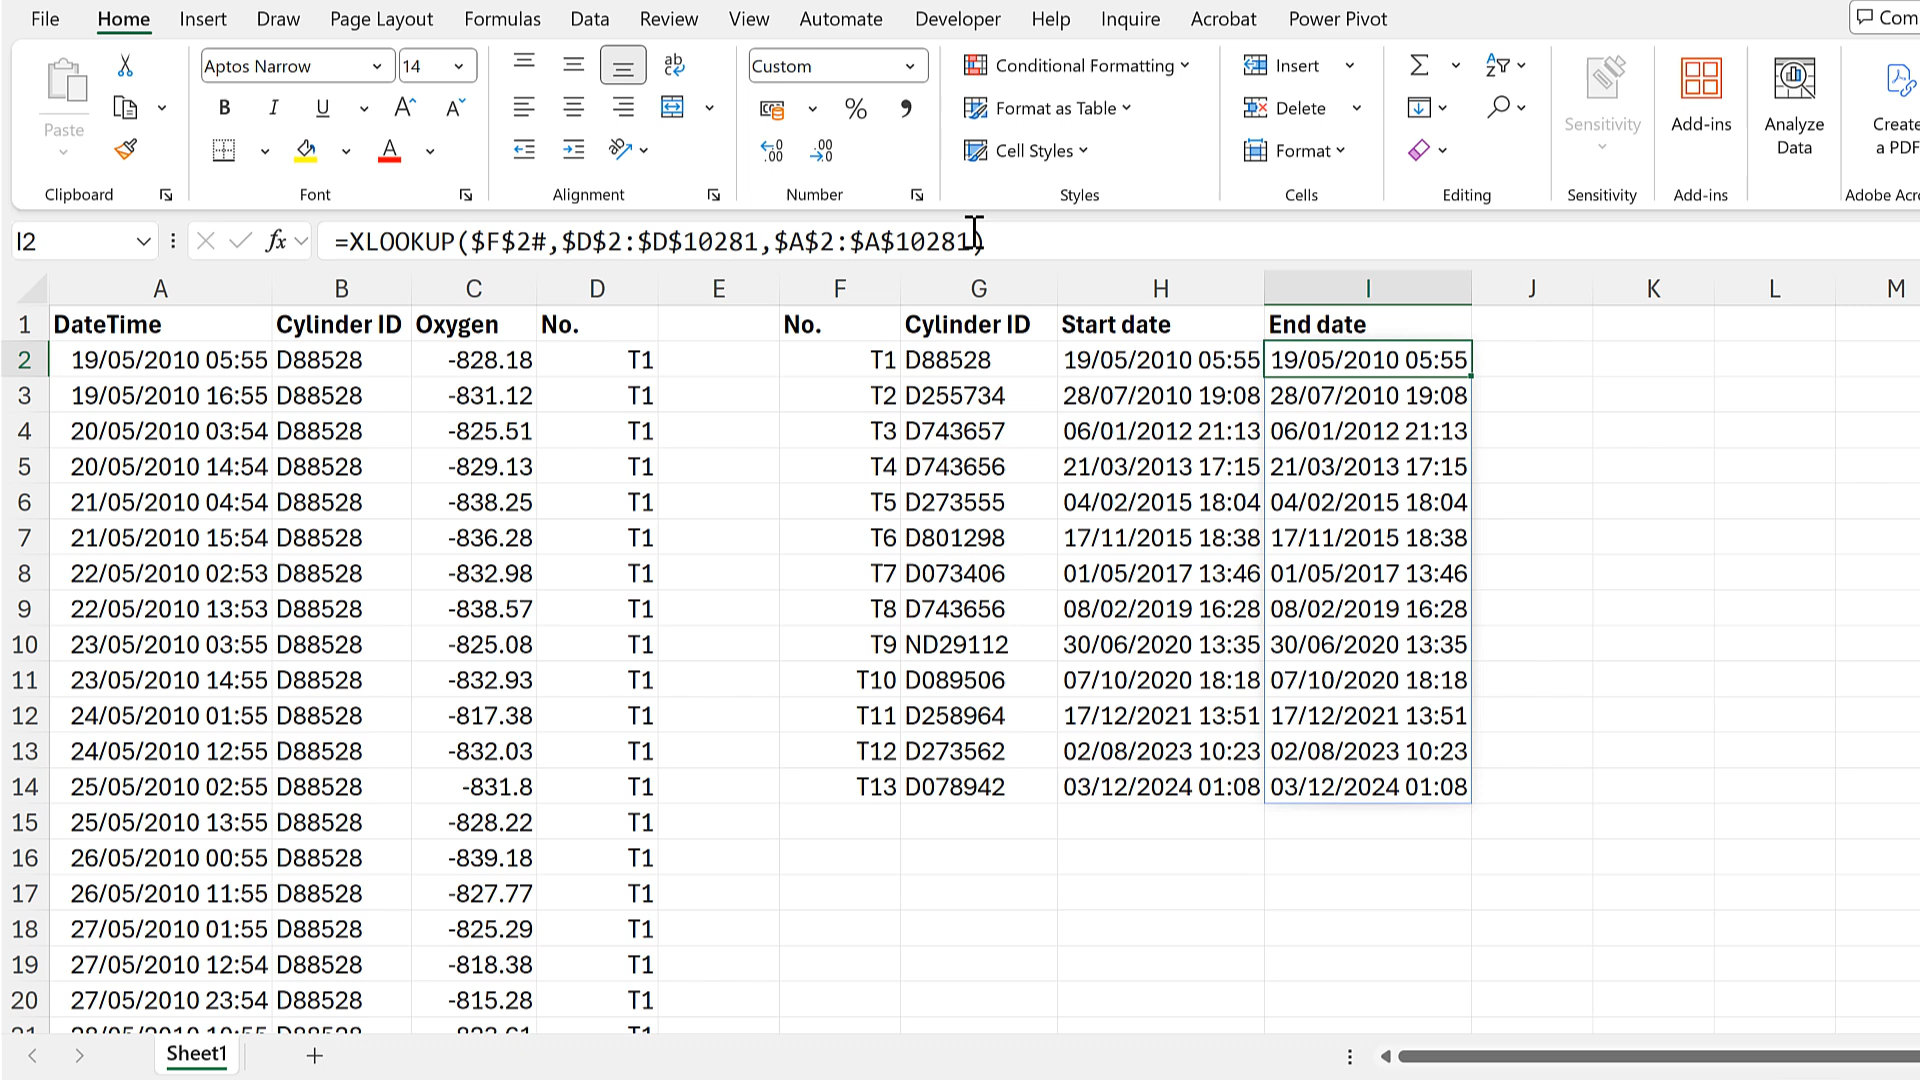 File Home Insert Draw Page Layout Formulas Data Review View Automate Developer Help Inquire Acrobat Power Pivot Com
Paste
Aptos Narrow 14
B I U A A
A
ab
Custom
% 9
.00 .00
Conditional Formatting
Format as Table
Cell Styles
Insert
Delete
Format
Σ
Sensitivity
Add-ins
Analyze Data
Create a PDF
Clipboard Font Alignment Number Styles Cells Editing Sensitivity Add-ins Adobe Acr
I2 fx =XLOOKUP($F$2#,$D$2:$D$10281,$A$2:$A$10281)
A B C D E F G H I J K L M
1 DateTime Cylinder ID Oxygen No. No. Cylinder ID Start date End date
2 19/05/2010 05:55 D88528 -828.18 T1 T1 D88528 19/05/2010 05:55 19/05/2010 05:55
3 19/05/2010 16:55 D88528 -831.12 T1 T2 D255734 28/07/2010 19:08 28/07/2010 19:08
4 20/05/2010 03:54 D88528 -825.51 T1 T3 D743657 06/01/2012 21:13 06/01/2012 21:13
5 20/05/2010 14:54 D88528 -829.13 T1 T4 D743656 21/03/2013 17:15 21/03/2013 17:15
6 21/05/2010 04:54 D88528 -838.25 T1 T5 D273555 04/02/2015 18:04 04/02/2015 18:04
7 21/05/2010 15:54 D88528 -836.28 T1 T6 D801298 17/11/2015 18:38 17/11/2015 18:38
8 22/05/2010 02:53 D88528 -832.98 T1 T7 D073406 01/05/2017 13:46 01/05/2017 13:46
9 22/05/2010 13:53 D88528 -838.57 T1 T8 D743656 08/02/2019 16:28 08/02/2019 16:28
10 23/05/2010 03:55 D88528 -825.08 T1 T9 ND29112 30/06/2020 13:35 30/06/2020 13:35
11 23/05/2010 14:55 D88528 -832.93 T1 T10 D089506 07/10/2020 18:18 07/10/2020 18:18
12 24/05/2010 01:55 D88528 -817.38 T1 T11 D258964 17/12/2021 13:51 17/12/2021 13:51
13 24/05/2010 12:55 D88528 -832.03 T1 T12 D273562 02/08/2023 10:23 02/08/2023 10:23
14 25/05/2010 02:55 D88528 -831.8 T1 T13 D078942 03/12/2024 01:08 03/12/2024 01:08
15 25/05/2010 13:55 D88528 -828.22 T1
16 26/05/2010 00:55 D88528 -839.18 T1
17 26/05/2010 11:55 D88528 -827.77 T1
18 27/05/2010 01:55 D88528 -825.29 T1
19 27/05/2010 12:54 D88528 -818.38 T1
20 27/05/2010 23:54 D88528 -815.28 T1
Sheet1